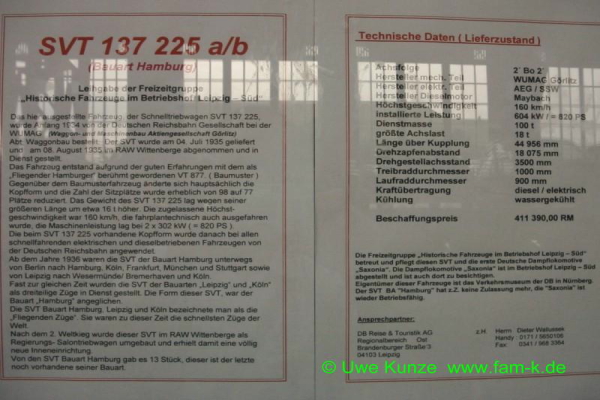 SVT 137 225 a/b
(Bauart Hamburg)
Leihgabe der Freizeitgruppe
„Historische Fahrzeuge im Betriebshof Leipzig – Süd"
Das hier ausgestellte Fahrzeug, der Schnelltriebwagen SVT 137 225,
wurde Anfang 1934 von der Deutschen Reichsbahn Gesellschaft bei der
WUMAG (Waggon- und Maschinenbau Aktiengesellschaft Görlitz)
Abt. Waggonbau bestellt. Der SVT wurde am 04. Juli 1935 geliefert
und am 08. August 1935 im RAW Wittenberge abgenommen und in
Dienst gestellt.
Das Fahrzeug entstand aufgrund der guten Erfahrungen mit dem als
„Fliegender Hamburger" berühmt gewordenen VT 877. ( Baumuster )
Gegenüber dem Baumusterfahrzeug änderte sich hauptsächlich die
Kopfform und die Zahl der Sitzplätze wurde erheblich von 98 auf 77
Plätze reduziert. Das Gewicht des SVT 137 225 lag wegen seiner
größeren Länge um etwa 16 t höher. Die zugelassene Höchst-
geschwindigkeit war 160 km/h, die fahrplantechnisch auch ausgefahren
wurde, die Maschinenleistung lag bei 2 x 302 kW ( = 820 PS ).
Die beim SVT 137 225 vorhandene Kopfform wurde danach bei allen
schnellfahrenden elektrischen und dieselbetriebenen Fahrzeugen von
der Deutschen Reichsbahn angewendet.
Ab dem Jahre 1936 waren die SVT der Bauart Hamburg unterwegs
von Berlin nach Hamburg, Köln, Frankfurt, München und Stuttgart sowie
von Leipzig nach Wesermünde/ Bremerhaven und Köln.
Fast zur gleichen Zeit wurden die SVT der Bauarten „Leipzig" und „Köln"
als dreiteilige Züge in Dienst gestellt. Die Form dieser SVT, war der
Bauart „Hamburg" angeglichen.
Die SVT Bauart Hamburg, Leipzig und Köln bezeichnete man als die
„Fliegenden Züge". Sie waren zu dieser Zeit die schnellsten Züge der
Welt.
Nach dem 2. Weltkrieg wurde dieser SVT im RAW Wittenberge als
Regierungs- Salontriebwagen umgebaut und erhielt damit eine völlig
neue Inneneinrichtung.
Von den SVT Bauart Hamburg gab es 13 Stück, dieser ist der letzte
noch vorhandene seiner Bauart.
Technische Daten ( Lieferzustand )
Achsfolge 2` Bo 2`
Hersteller mech. Teil WUMAG Görlitz
Hersteller elektr. Teil AEG / SSW
Hersteller Dieselmotor Maybach
Höchstgeschwindigkeit 160 km/h
installierte Leistung 604 kW = 820 PS
Dienstmasse 100 t
größte Achslast 18 t
Länge über Kupplung 44 956 mm
Drehzapfenabstand 18 075 mm
Drehgestellachsstand 3500 mm
Treibraddurchmesser 1000 mm
Laufraddurchmesser 900 mm
Kraftübertragung diesel / elektrisch
Kühlung wassergekühlt
Beschaffungspreis 411 390,00 RM
Die Freizeitgruppe „Historische Fahrzeuge im Betriebshof Leipzig – Süd"
betreut und pflegt diesen SVT und die erste Deutsche Dampflokomotive
„Saxonia". Die Dampflokomotive „Saxonia" ist im Betriebshof Leipzig – Süd
abgestellt und ist auch dort zu besichtigen.
Eigentümer dieser Fahrzeuge ist das Verkehrsmuseum der DB in Nürnberg.
Der SVT BA "Hamburg" hat z.Z. keine Zulassung mehr, die "Saxonia" ist
wieder Betriebsfähig.
Ansprechpartner:
DB Reise & Touristik AG z.H. Herrn Dieter
Regionalbereich Ost Handy 0171 /
Brandenburger Straße 3 Fax 0341 / 968 3364
04103 Leipzig
© Uwe Kunze www.fam-k.de